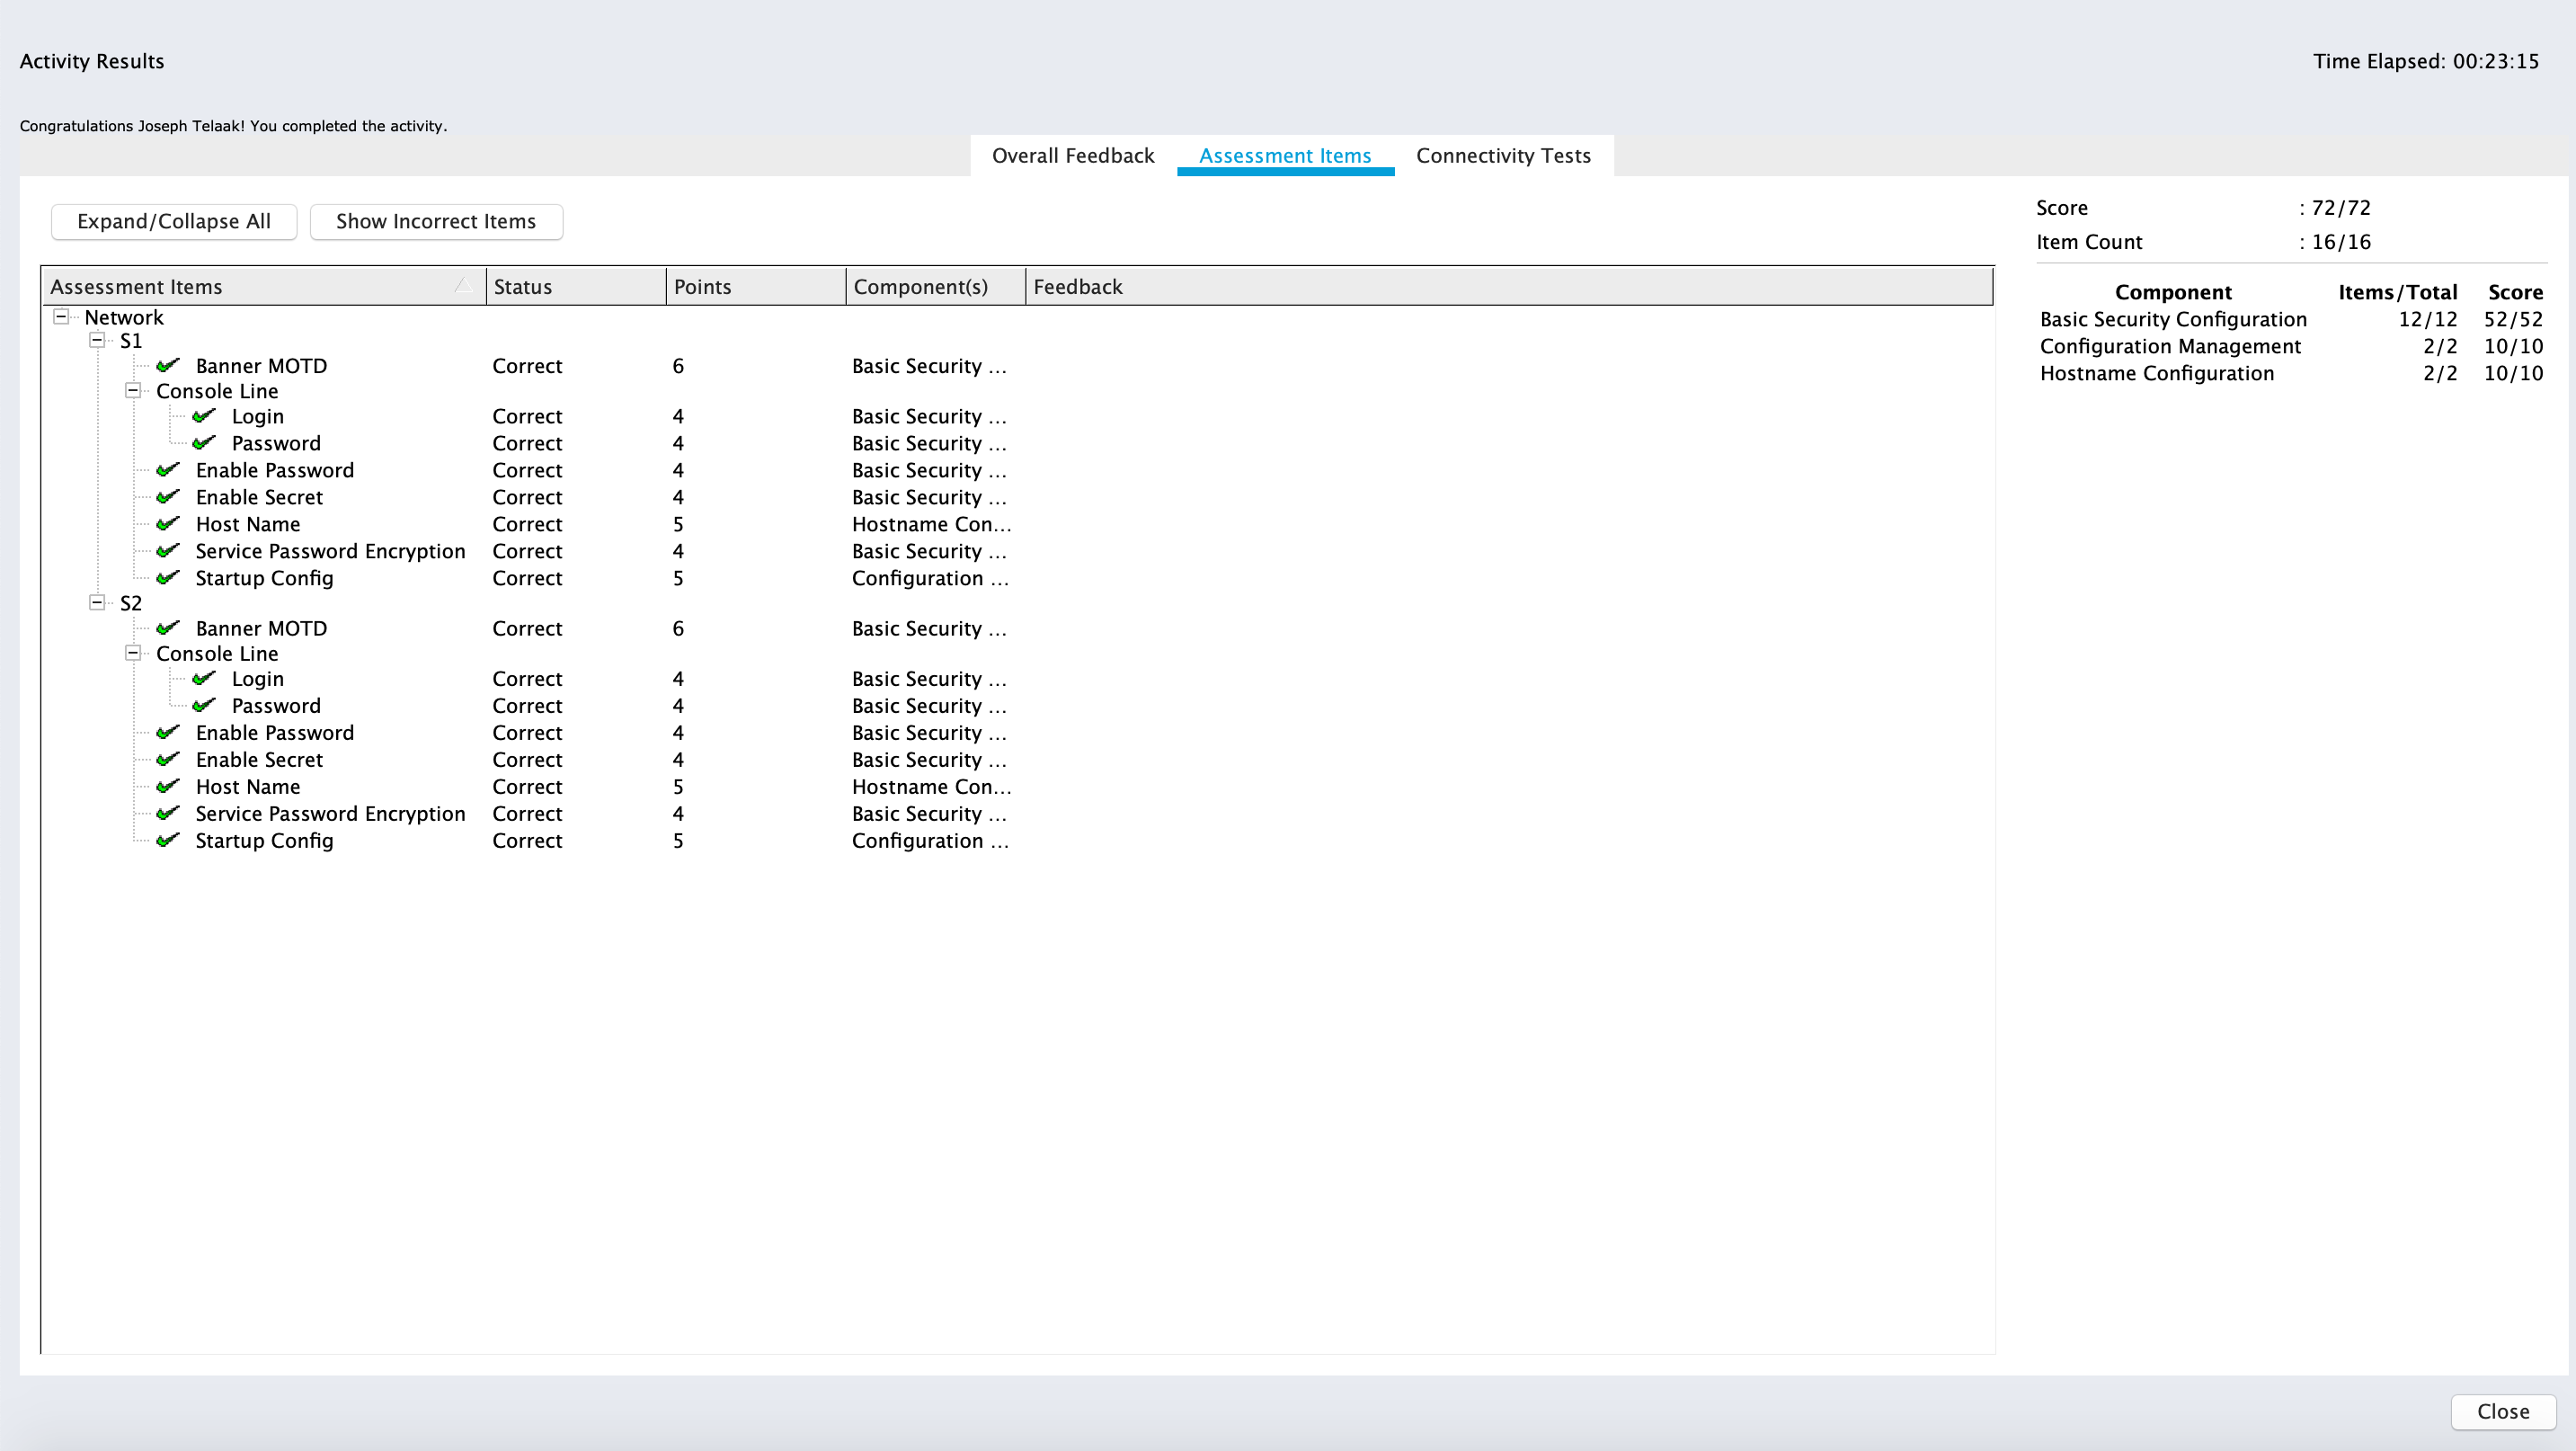 Activity Results
Time Elapsed: 00:23:15
Congratulations Joseph Telaak! You completed the activity.
Overall Feedback Assessment Items Connectivity Tests
Expand/Collapse All Show Incorrect Items
Score : 72/72
Item Count : 16/16
Component Items/Total Score
Basic Security Configuration 12/12 52/52
Configuration Management 2/2 10/10
Hostname Configuration 2/2 10/10
Assessment Items Status Points Component(s) Feedback
Network
S1
Banner MOTD Correct 6 Basic Security ...
Console Line
Login Correct 4 Basic Security ...
Password Correct 4 Basic Security ...
Enable Password Correct 4 Basic Security ...
Enable Secret Correct 4 Basic Security ...
Host Name Correct 5 Hostname Con...
Service Password Encryption Correct 4 Basic Security ...
Startup Config Correct 5 Configuration ...
S2
Banner MOTD Correct 6 Basic Security ...
Console Line
Login Correct 4 Basic Security ...
Password Correct 4 Basic Security ...
Enable Password Correct 4 Basic Security ...
Enable Secret Correct 4 Basic Security ...
Host Name Correct 5 Hostname Con...
Service Password Encryption Correct 4 Basic Security ...
Startup Config Correct 5 Configuration ...
Close